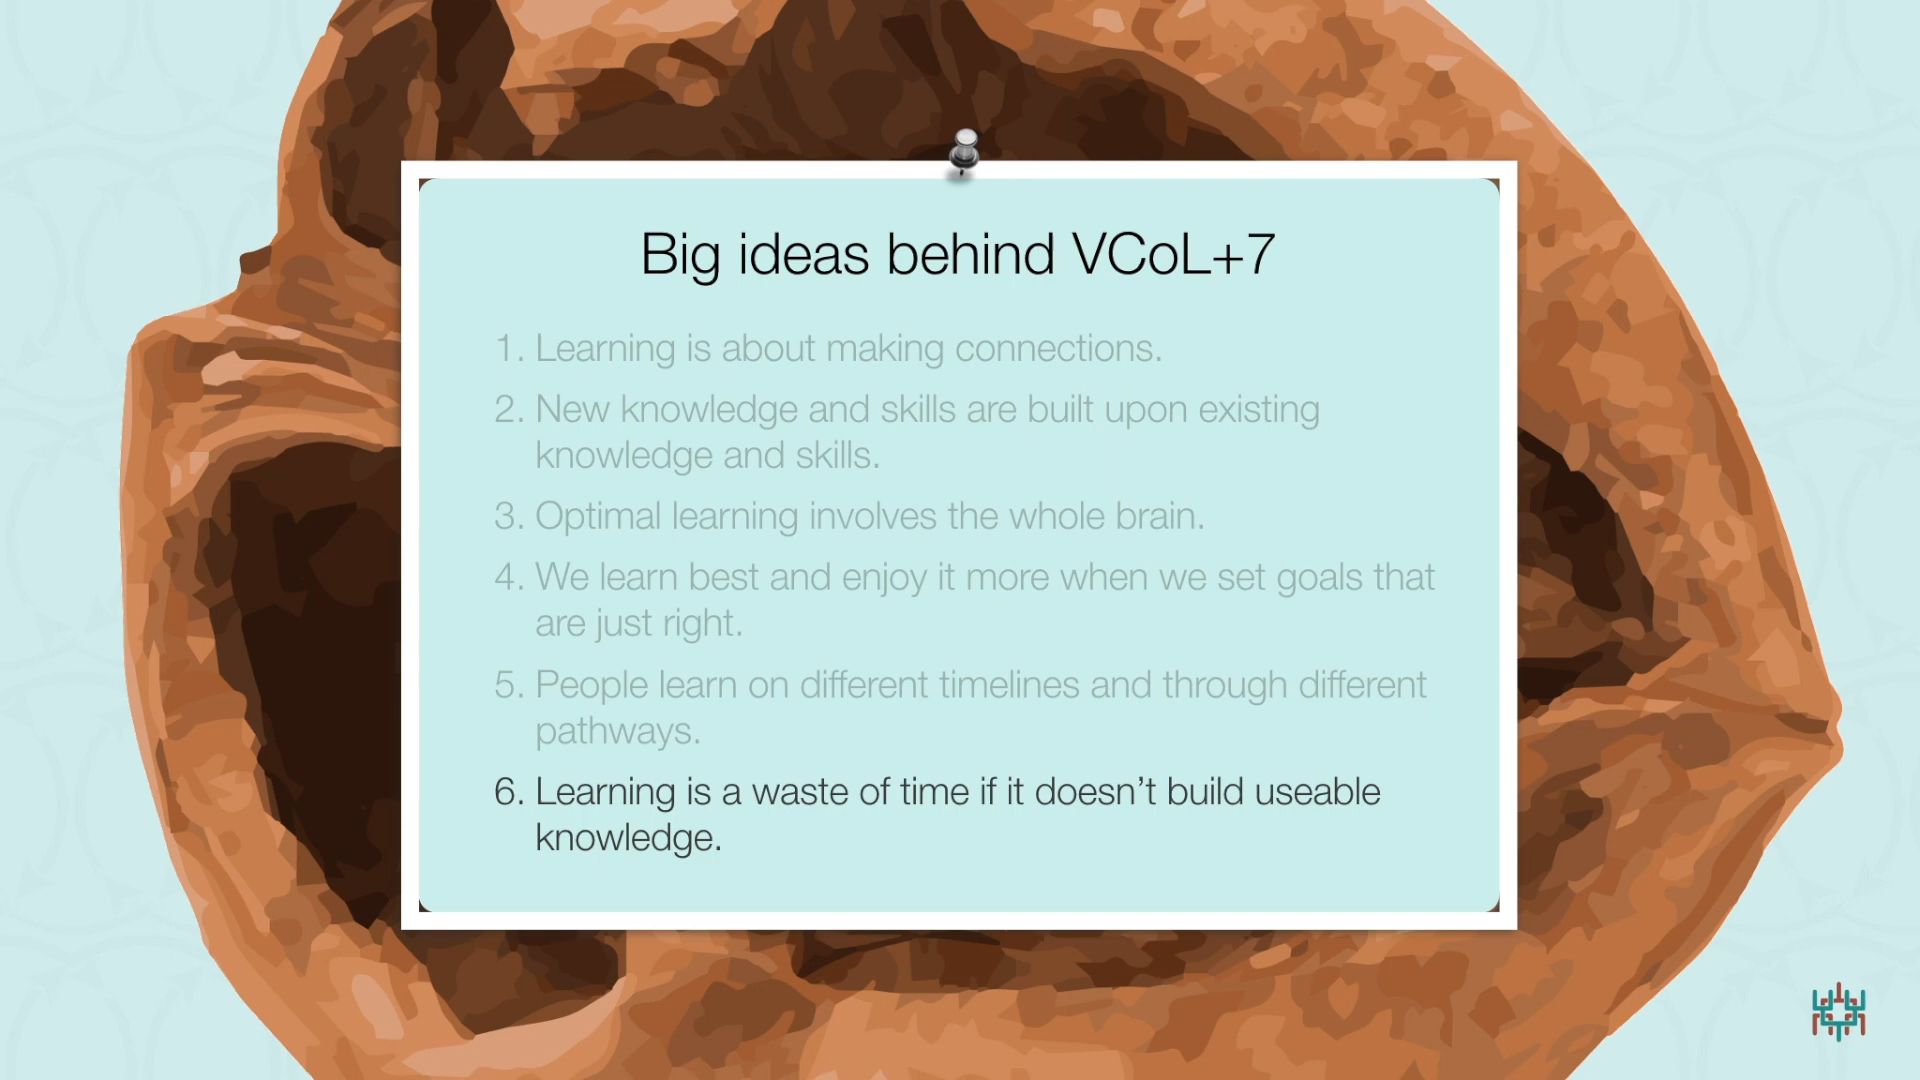 Big ideas behind VCoL+7
1. Learning is about making connections.
2. New knowledge and skills are built upon existing
knowledge and skills.
3. Optimal learning involves the whole brain.
4. We learn best and enjoy it more when we set goals that
are just right.
5. People learn on different timelines and through different
pathways.
6. Learning is a waste of time if it doesn’t build useable
knowledge.